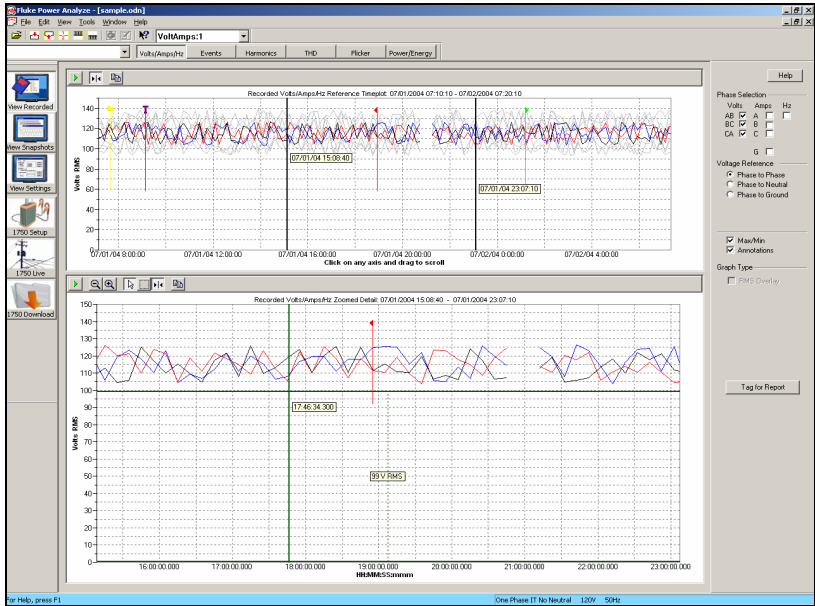 Fluke Power Analyze - [sample.odn]
File Edit View Tools Window Help
VoltAmps:1
Volts/Amps/Hz Events Harmonics THD Flicker Power/Energy
View Recorded
View Snapshots
View Settings
1750 Setup
1750 Live
1750 Download
Recorded Volts/Amps/Hz Reference Timeplot: 07/01/2004 07:10:10 - 07/02/2004 07:20:10
Volts RMS
140
120
100
80
60
40
20
0
07/01/04 15:08:40
07/01/04 23:07:10
07/01/04 8:00:00 07/01/04 12:00:00 07/01/04 16:00:00 07/01/04 20:00:00 07/02/04 0:00:00 07/02/04 4:00:00
Click on any axis and drag to scroll
Recorded Volts/Amps/Hz Zoomed Detail: 07/01/2004 15:08:40 - 07/01/2004 23:07:10
Volts RMS
150
140
130
120
110
100
90
80
70
60
50
40
30
20
10
0
17:46:34.300
99 V RMS
16:00:00.000 17:00:00.000 18:00:00.000 19:00:00.000 20:00:00.000 21:00:00.000 22:00:00.000 23:00:00.000
HH:MM:SS:mmm
Help
Phase Selection
Volts Amps Hz
AB A
BC B
CA C
G
Voltage Reference
Phase to Phase
Phase to Neutral
Phase to Ground
Max/Min
Annotations
Graph Type
RMS Overlay
Tag for Report
For Help, press F1
One Phase IT No Neutral 120V 50Hz